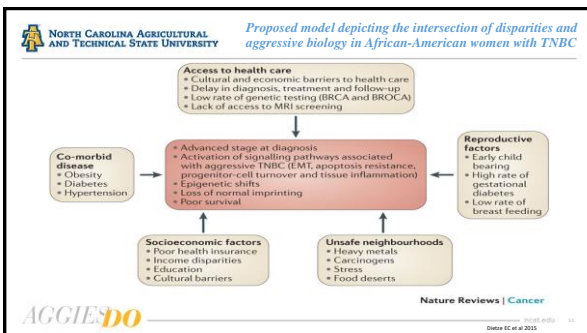 NORTH CAROLINA AGRICULTURAL
AND TECHNICAL STATE UNIVERSITY
Proposed model depicting the intersection of disparities and
aggressive biology in African-American women with TNBC
Access to health care
• Cultural and economic barriers to health care
• Delay in diagnosis, treatment and follow-up
• Low rate of genetic testing (BRCA and BROCA)
• Lack of access to MRI screening
Co-morbid
disease
• Obesity
• Diabetes
• Hypertension
• Advanced stage at diagnosis
• Activation of signalling pathways associated
with aggressive TNBC (EMT, apoptosis resistance,
progenitor-cell turnover and tissue inflammation)
• Epigenetic shifts
• Loss of normal imprinting
• Poor survival
Reproductive
factors
• Early child
bearing
• High rate of
gestational
diabetes
• Low rate of
breast feeding
Socioeconomic factors
• Poor health insurance
• Income disparities
• Education
• Cultural barriers
Unsafe neighbourhoods
• Heavy metals
• Carcinogens
• Stress
• Food deserts
Nature Reviews | Cancer
AGGIES DO
ncat.edu
Dietze EC et al 2015